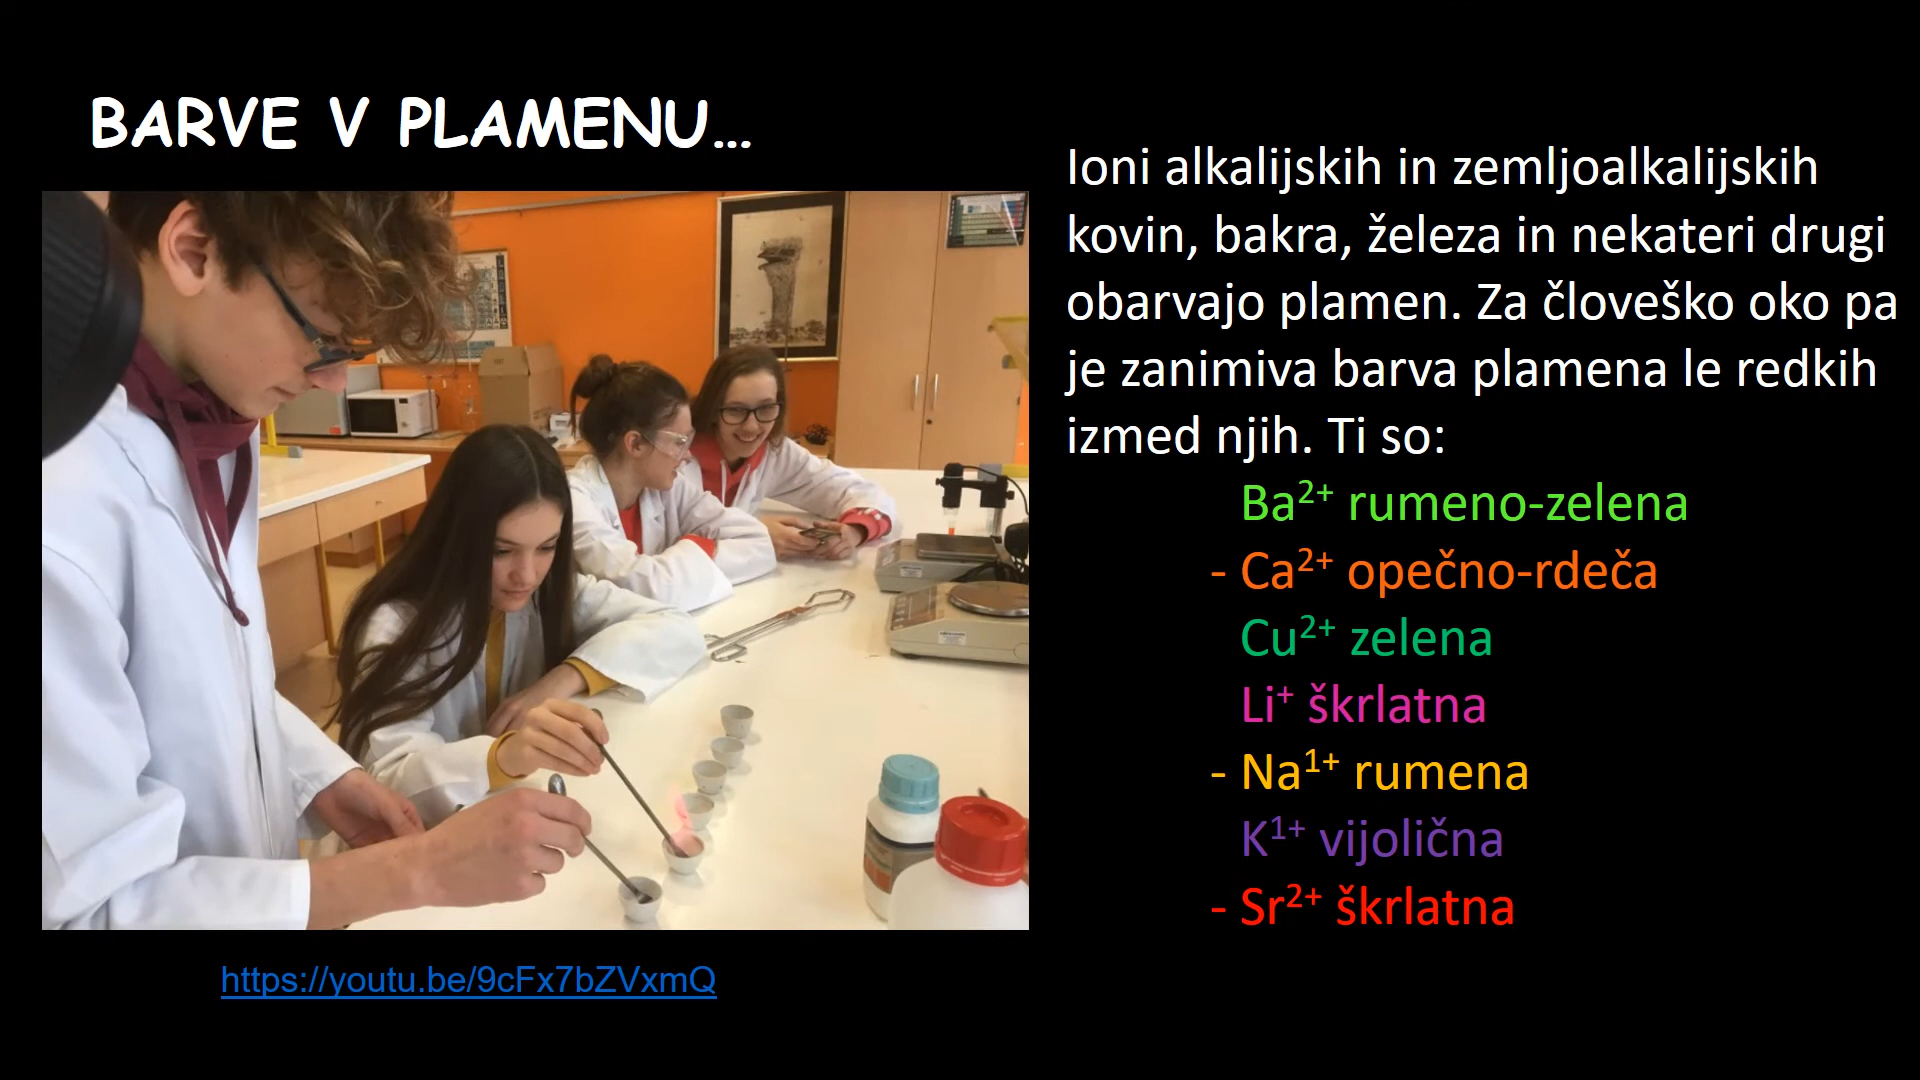 BARVE V PLAMENU...
Ioni alkalijskih in zemljoalkalijskih
kovin, bakra, železa in nekateri drugi
obarvajo plamen. Za človeško oko pa
je zanimiva barva plamena le redkih
izmed njih. Ti so:
Ba²⁺ rumeno-zelena
- Ca²⁺ opečno-rdeča
Cu²⁺ zelena
Li⁺ škrlatna
- Na¹⁺ rumena
K¹⁺ vijolična
- Sr²⁺ škrlatna
https://youtu.be/9cFx7bZVxmQ